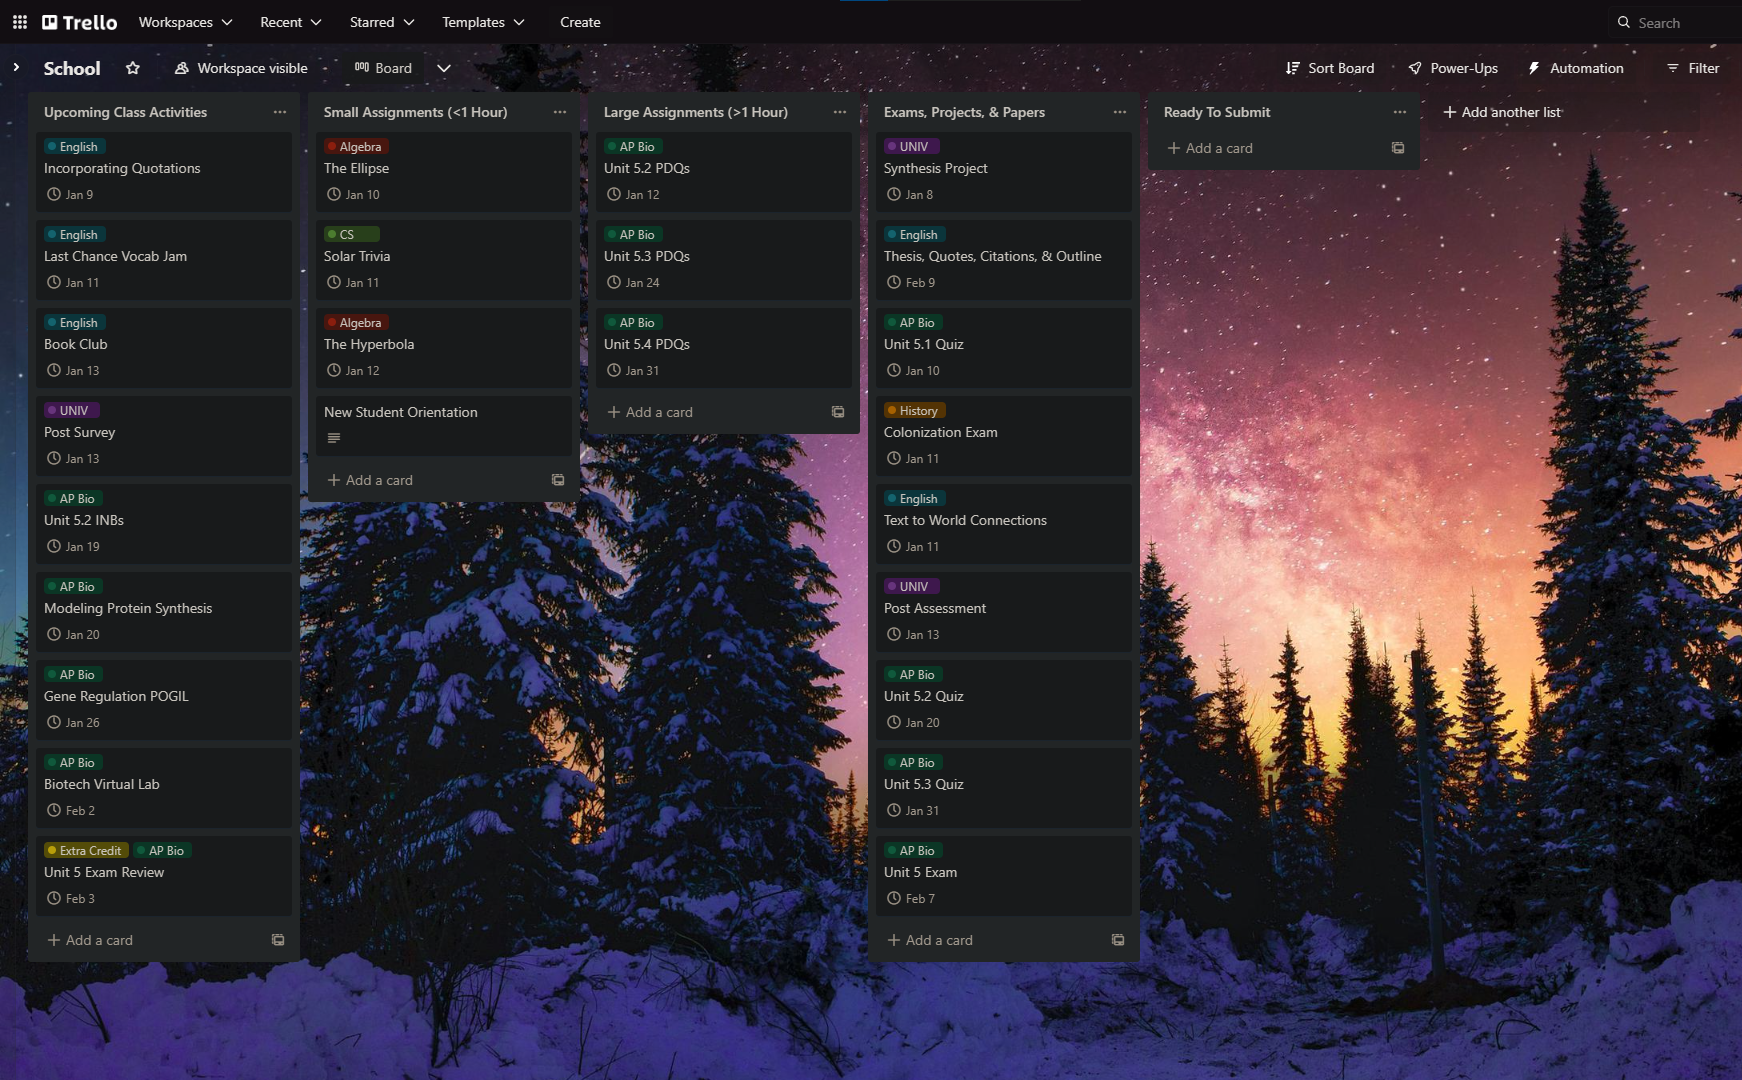 Trello
Workspaces
Recent
Starred
Templates
Create
Search
School
Workspace visible
Board
Sort Board
Power-Ups
Automation
Filter
Upcoming Class Activities
English
Incorporating Quotations
Jan 9
English
Last Chance Vocab Jam
Jan 11
English
Book Club
Jan 13
UNIV
Post Survey
Jan 13
AP Bio
Unit 5.2 INBs
Jan 19
AP Bio
Modeling Protein Synthesis
Jan 20
AP Bio
Gene Regulation POGIL
Jan 26
AP Bio
Biotech Virtual Lab
Feb 2
Extra Credit AP Bio
Unit 5 Exam Review
Feb 3
Add a card
Small Assignments (<1 Hour)
Algebra
The Ellipse
Jan 10
CS
Solar Trivia
Jan 11
Algebra
The Hyperbola
Jan 12
New Student Orientation
Add a card
Large Assignments (>1 Hour)
AP Bio
Unit 5.2 PDQs
Jan 12
AP Bio
Unit 5.3 PDQs
Jan 24
AP Bio
Unit 5.4 PDQs
Jan 31
Add a card
Exams, Projects, & Papers
UNIV
Synthesis Project
Jan 8
English
Thesis, Quotes, Citations, & Outline
Feb 9
AP Bio
Unit 5.1 Quiz
Jan 10
History
Colonization Exam
Jan 11
English
Text to World Connections
Jan 11
UNIV
Post Assessment
Jan 13
AP Bio
Unit 5.2 Quiz
Jan 20
AP Bio
Unit 5.3 Quiz
Jan 31
AP Bio
Unit 5 Exam
Feb 7
Add a card
Ready To Submit
Add a card
Add another list